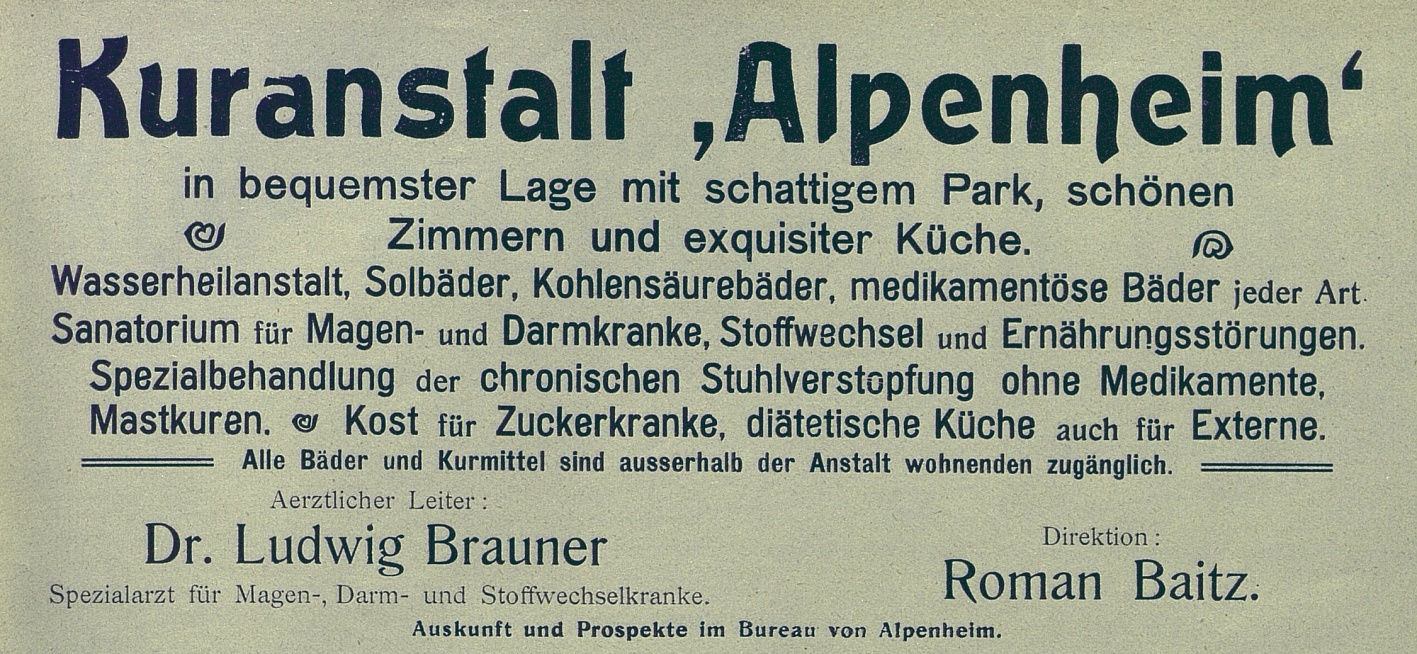 Kuranstalt ‚Alpenheim‘
in bequemster Lage mit schattigem Park, schönen
Zimmern und exquisiter Küche.
Wasserheilanstalt, Solbäder, Kohlensäurebäder, medikamentöse Bäder jeder Art.
Sanatorium für Magen- und Darmkranke, Stoffwechsel und Ernährungsstörungen.
Spezialbehandlung der chronischen Stuhlverstopfung ohne Medikamente,
Mastkuren. Kost für Zuckerkranke, diätetische Küche auch für Externe.
Alle Bäder und Kurmittel sind ausserhalb der Anstalt wohnenden zugänglich.
Aerztlicher Leiter:
Dr. Ludwig Brauner
Spezialarzt für Magen-, Darm- und Stoffwechselkranke.
Direktion:
Roman Baitz.
Auskunft und Prospekte im Bureau von Alpenheim.